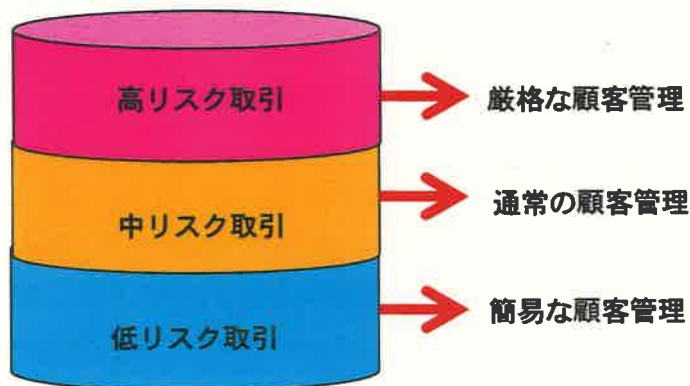 高リスク取引
厳格な顧客管理
中リスク取引
通常の顧客管理
低リスク取引
簡易な顧客管理